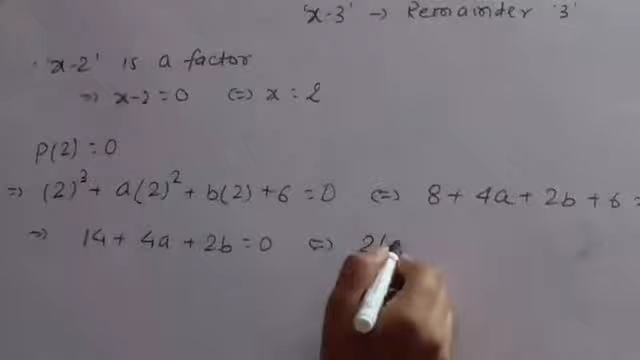 'x-3' → Remainder '3'
'x-2' is a factor
⇒ x-2=0 ⇔ x=2
P(2)=0
⇒ (2)³ + a(2)² + b(2) + 6 = 0 ⇔ 8 + 4a + 2b + 6 =
⇒ 14 + 4a + 2b = 0 ⇔ 2(